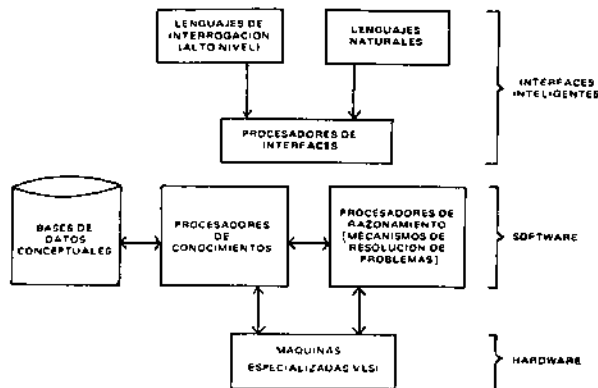 LENGUAJES DE
INTERROGACIÓN
(ALTO NIVEL)
LENGUAJES
NATURALES
PROCESADORES DE
INTERFACES
INTERFACES
INTELIGENTES
BASES DE
DATOS
CONCEPTUALES
PROCESADORES
DE
CONOCIMIENTOS
PROCESADORES DE
RAZONAMIENTO
[MECANISMOS DE
RESOLUCION DE
PROBLEMAS]
SOFTWARE
MAQUINAS
ESPECIALIZADAS VLSI
HARDWARE